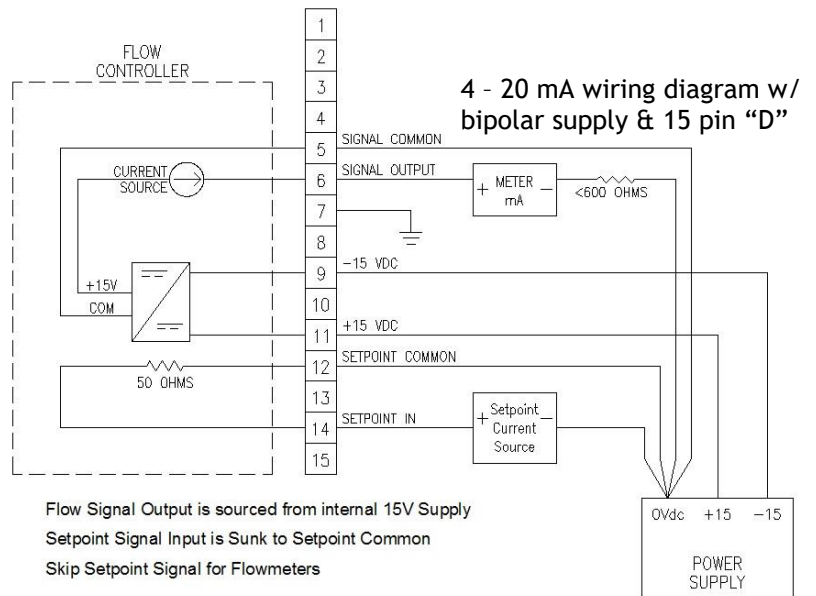 4 – 20 mA wiring diagram w/
bipolar supply & 15 pin “D”
FLOW
CONTROLLER
1
2
3
4
5
6
7
8
9
10
11
12
13
14
15
SIGNAL COMMON
CURRENT
SOURCE
SIGNAL OUTPUT
+ METER –
mA
<600 OHMS
-15 VDC
+15V
COM
+15 VDC
SETPOINT COMMON
50 OHMS
SETPOINT IN
+ Setpoint –
Current
Source
Flow Signal Output is sourced from internal 15V Supply
Setpoint Signal Input is Sunk to Setpoint Common
Skip Setpoint Signal for Flowmeters
0Vdc +15 -15
POWER
SUPPLY